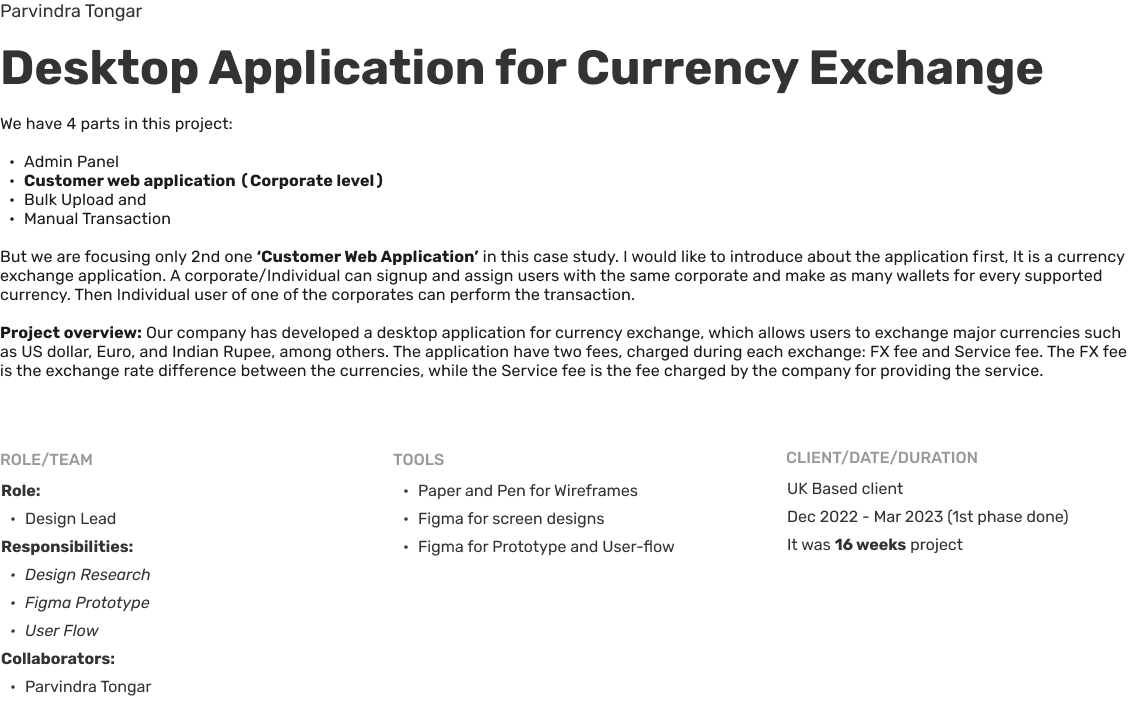 Parvindra Tongar
Desktop Application for Currency Exchange
We have 4 parts in this project:
• Admin Panel
• Customer web application (Corporate level)
• Bulk Upload and
• Manual Transaction
But we are focusing only 2nd one ‘Customer Web Application’ in this case study. I would like to introduce about the application first, It is a currency
exchange application. A corporate/Individual can signup and assign users with the same corporate and make as many wallets for every supported
currency. Then Individual user of one of the corporates can perform the transaction.
Project overview: Our company has developed a desktop application for currency exchange, which allows users to exchange major currencies such
as US dollar, Euro, and Indian Rupee, among others. The application have two fees, charged during each exchange: FX fee and Service fee. The FX fee
is the exchange rate difference between the currencies, while the Service fee is the fee charged by the company for providing the service.
ROLE/TEAM
Role:
• Design Lead
Responsibilities:
• Design Research
• Figma Prototype
• User Flow
Collaborators:
• Parvindra Tongar
TOOLS
• Paper and Pen for Wireframes
• Figma for screen designs
• Figma for Prototype and User-flow
CLIENT/DATE/DURATION
UK Based client
Dec 2022 - Mar 2023 (1st phase done)
It was 16 weeks project